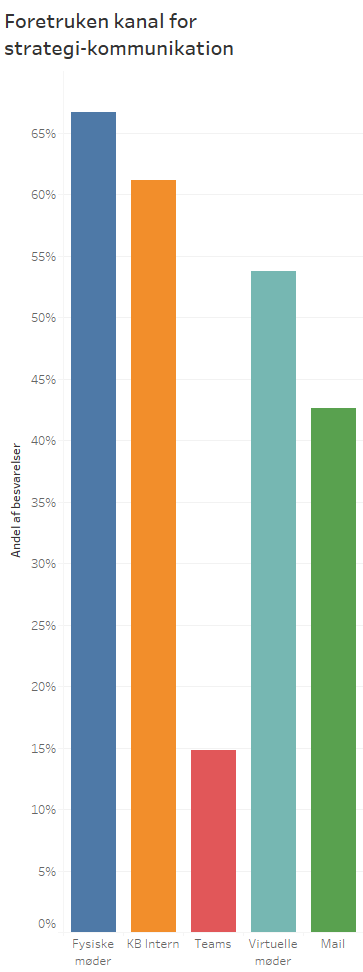 Foretruken kanal for
strategi-kommunikation
Andel af besvarelser
65%
60%
55%
50%
45%
40%
35%
30%
25%
20%
15%
10%
5%
0%
Fysiske møder
KB Intern
Teams
Virtuelle møder
Mail